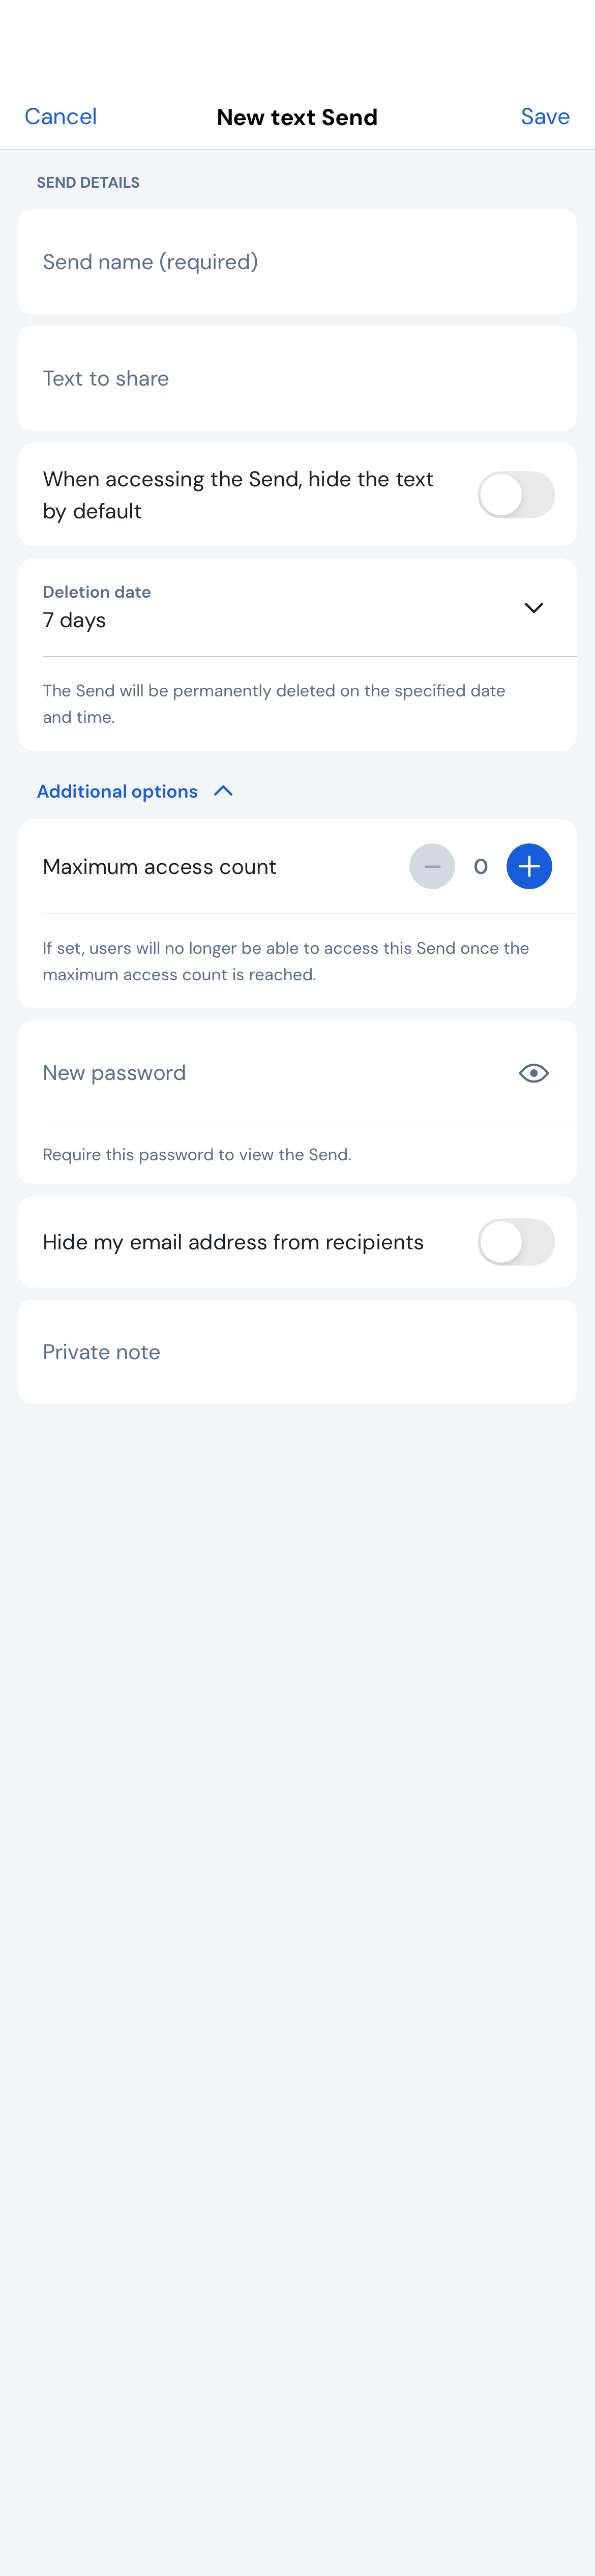 Cancel
New text Send
Save
SEND DETAILS
Send name (required)
Text to share
When accessing the Send, hide the text
by default
Deletion date
7 days
The Send will be permanently deleted on the specified date
and time.
Additional options
Maximum access count
0
If set, users will no longer be able to access this Send once the
maximum access count is reached.
New password
Require this password to view the Send.
Hide my email address from recipients
Private note